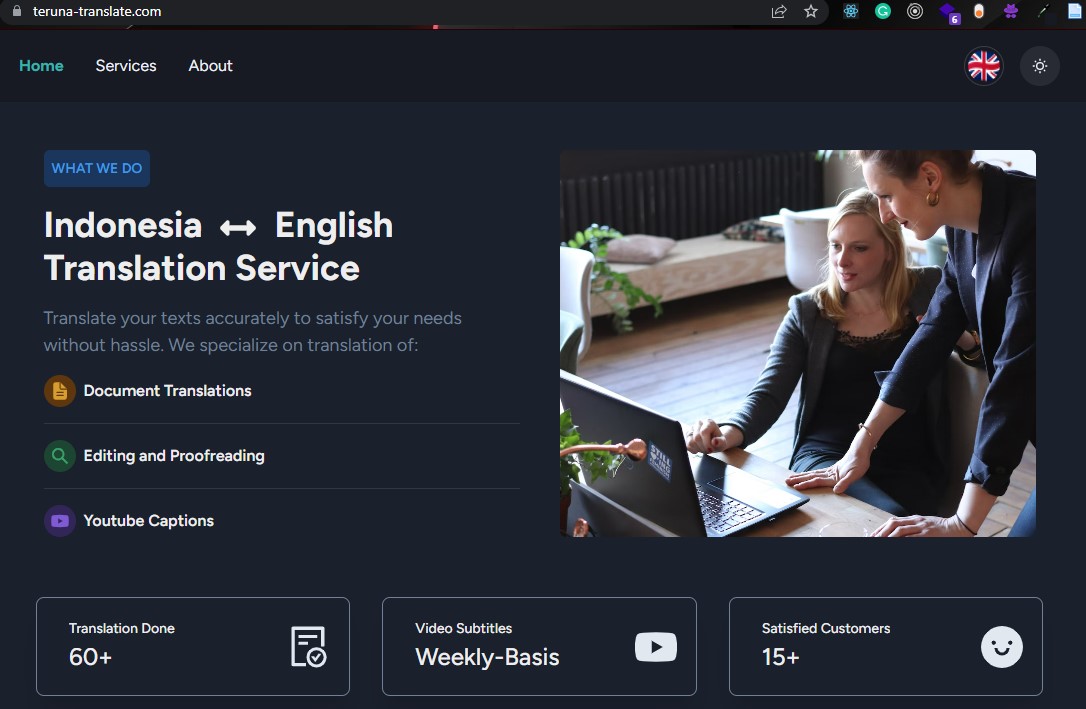 teruna-translate.com
6
Home Services About
WHAT WE DO
Indonesia ↔ English
Translation Service
Translate your texts accurately to satisfy your needs
without hassle. We specialize on translation of:
Document Translations
Editing and Proofreading
Youtube Captions
Translation Done
60+
Video Subtitles
Weekly-Basis
Satisfied Customers
15+